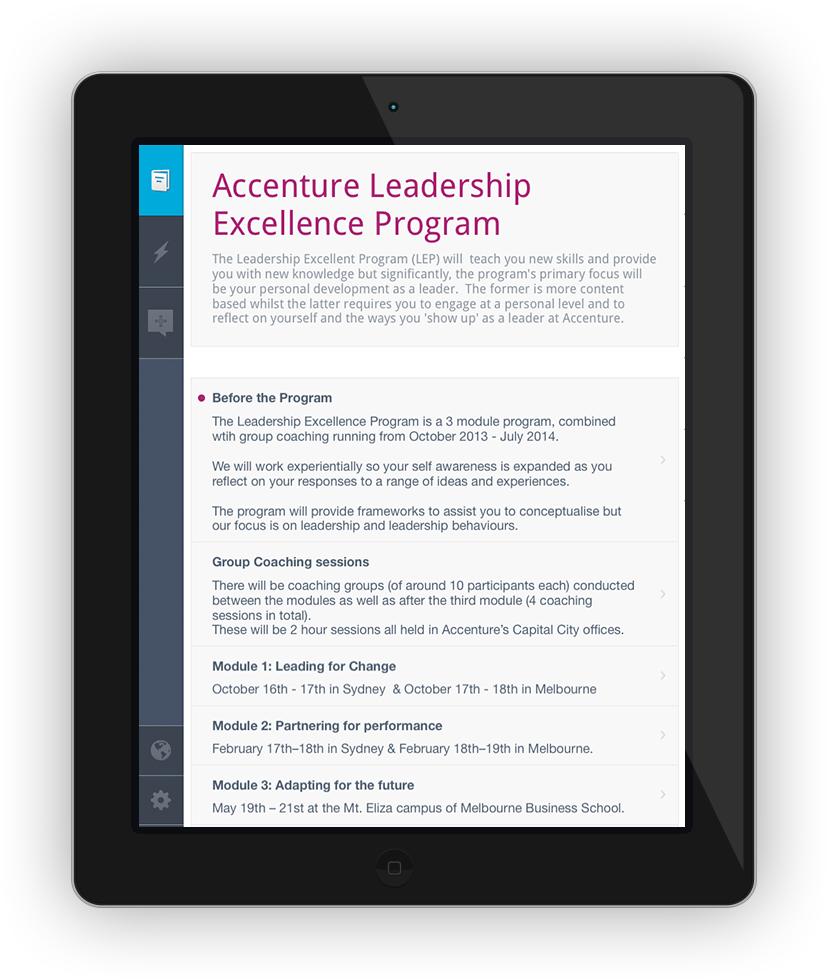 Accenture Leadership
Excellence Program
The Leadership Excellent Program (LEP) will  teach you new skills and provide
you with new knowledge but significantly, the program's primary focus will
be your personal development as a leader.  The former is more content
based whilst the latter requires you to engage at a personal level and to
reflect on yourself and the ways you 'show up' as a leader at Accenture.
Before the Program
The Leadership Excellence Program is a 3 module program, combined
wtih group coaching running from October 2013 - July 2014.
We will work experientially so your self awareness is expanded as you
reflect on your responses to a range of ideas and experiences.
The program will provide frameworks to assist you to conceptualise but
our focus is on leadership and leadership behaviours.
Group Coaching sessions
There will be coaching groups (of around 10 participants each) conducted
between the modules as well as after the third module (4 coaching
sessions in total).
These will be 2 hour sessions all held in Accenture’s Capital City offices.
Module 1: Leading for Change
October 16th - 17th in Sydney  & October 17th - 18th in Melbourne
Module 2: Partnering for performance
February 17th–18th in Sydney & February 18th–19th in Melbourne.
Module 3: Adapting for the future
May 19th – 21st at the Mt. Eliza campus of Melbourne Business School.